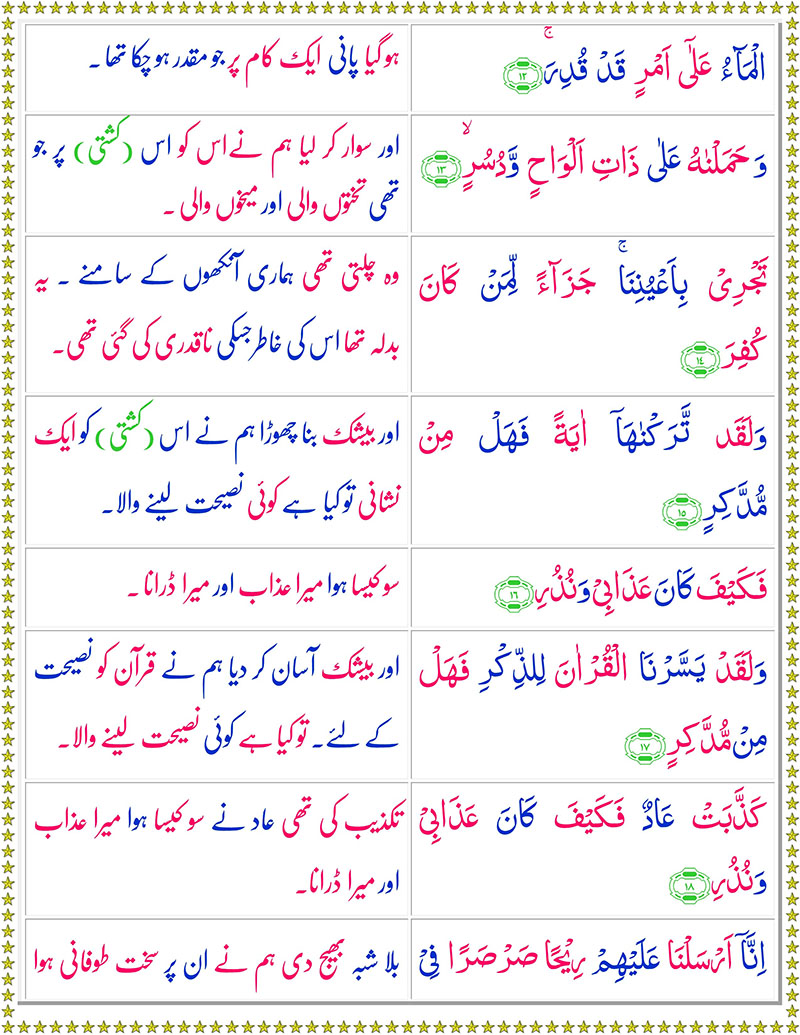 الْمَآءُ عَلٰٓى اَمْرٍ قَدْ قُدِرَ ۚ ﴿١٢﴾
ہوگیا پانی ایک کام پر جو مقدر ہو چکا تھا ۔
وَ حَمَلْنٰهُ عَلٰى ذَاتِ اَلْوَاحٍ وَّدُسُرٍ ۙ ﴿١٣﴾
اور سوار کر لیا ہم نے اس کو اس (کشتی) پر جو
تھی تختوں والی اور میخوں والی ۔
تَجْرِىْ بِاَعْيُنِنَا ۚ جَزَآءً لِّمَنْ كَانَ
كُفِرَ ﴿١٤﴾
وہ چلتی تھی ہماری آنکھوں کے سامنے ۔ یہ
بدلہ تھا اس کی خاطر جسکی ناقدری کی گئی تھی۔
وَلَقَد تَّرَكْنٰهَآ اٰيَةً فَهَلْ مِنْ
مُّدَّكِرٍ ﴿١٥﴾
اور بیشک بنا چھوڑا ہم نے اس (کشتی) کو ایک
نشانی تو کیا ہے کوئی نصیحت لینے والا۔
فَكَيْفَ كَانَ عَذَابِىْ وَنُذُرِ ﴿١٦﴾
سو کیسا ہوا میرا عذاب اور میرا ڈرانا ۔
وَلَقَدْ يَسَّرْنَا الْقُرْاٰنَ لِلذِّكْرِ فَهَلْ
مِنْ مُّدَّكِرٍ ﴿١٧﴾
اور بیشک آسان کر دیا ہم نے قرآن کو نصیحت
کے لئے۔ تو کیا ہے کوئی نصیحت لینے والا۔
كَذَّبَتْ عَادٌ فَكَيْفَ كَانَ عَذَابِىْ
وَنُذُرِ ﴿١٨﴾
تکذیب کی تھی عاد نے سو کیسا ہوا میرا عذاب
اور میرا ڈرانا۔
اِنَّآ اَرْسَلْنَا عَلَيْهِمْ رِيْحًا صَرْصَرًا فِىْ
بلا شبہ بھیج دی ہم نے ان پر سخت طوفانی ہوا